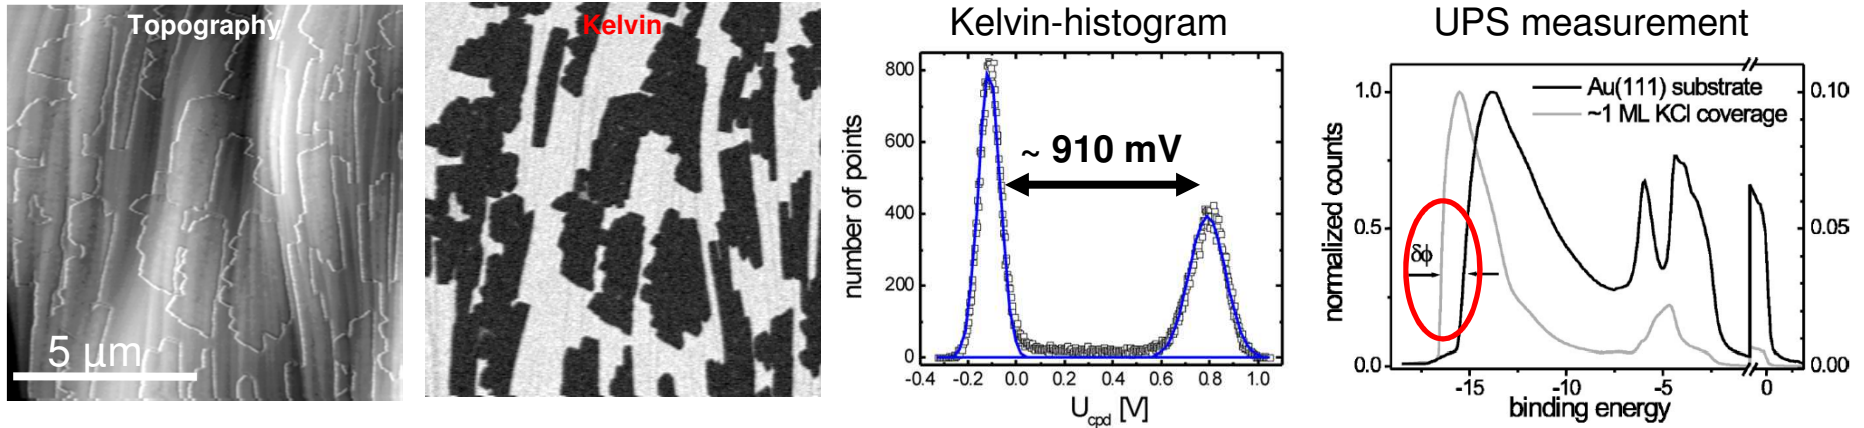 Topography
5 µm
Kelvin
Kelvin-histogram
800
600
400
200
0
number of points
~ 910 mV
-0.4 -0.2 0.0 0.2 0.4 0.6 0.8 1.0
U_cpd [V]
UPS measurement
Au(111) substrate
~1 ML KCl coverage
1.0
0.5
0.0
normalized counts
δϕ
0.10
0.05
0.00
-15 -10 -5 0
binding energy